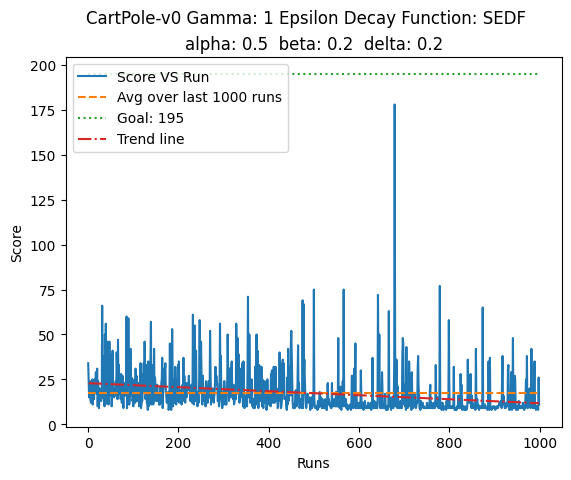 CartPole-v0 Gamma: 1 Epsilon Decay Function: SEDF
alpha: 0.5 beta: 0.2 delta: 0.2
Score VS Run
Avg over last 1000 runs
Goal: 195
Trend line
200
175
150
125
100
75
50
25
0
Score
0 200 400 600 800 1000
Runs